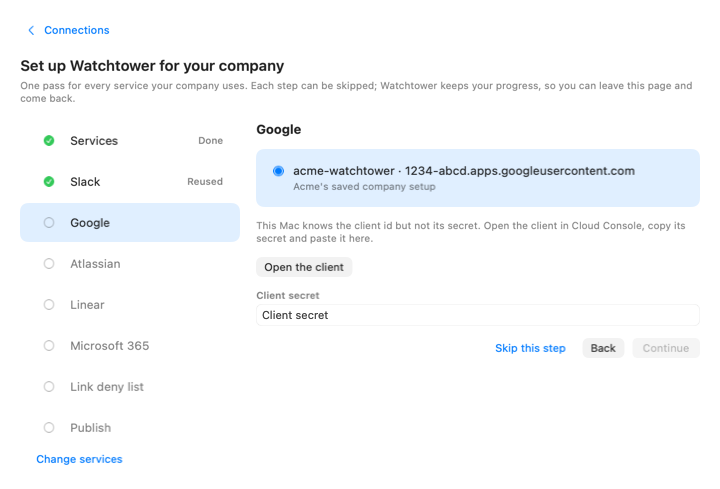 Connections
Set up Watchtower for your company
One pass for every service your company uses. Each step can be skipped; Watchtower keeps your progress, so you can leave this page and
come back.
Services Done
Slack Reused
Google
Atlassian
Linear
Microsoft 365
Link deny list
Publish
Change services
Google
acme-watchtower · 1234-abcd.apps.googleusercontent.com
Acme's saved company setup
This Mac knows the client id but not its secret. Open the client in Cloud Console, copy its
secret and paste it here.
Open the client
Client secret
Client secret
Skip this step Back Continue